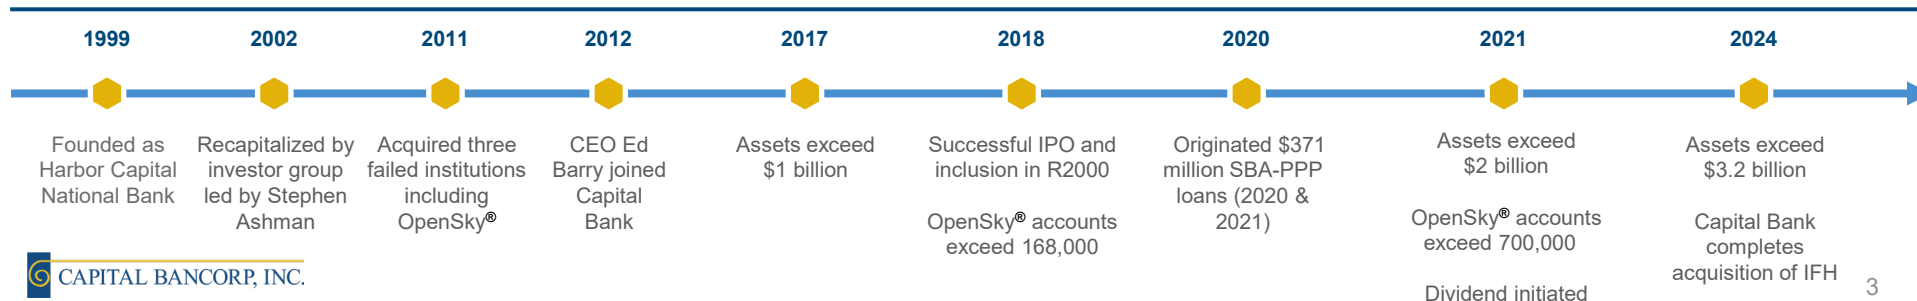 1999
Founded as
Harbor Capital
National Bank
2002
Recapitalized by
investor group
led by Stephen
Ashman
2011
Acquired three
failed institutions
including
OpenSky®
2012
CEO Ed
Barry joined
Capital
Bank
2017
Assets exceed
$1 billion
2018
Successful IPO and
inclusion in R2000
OpenSky® accounts
exceed 168,000
2020
Originated $371
million SBA-PPP
loans (2020 &
2021)
2021
Assets exceed
$2 billion
OpenSky® accounts
exceed 700,000
Dividend initiated
2024
Assets exceed
$3.2 billion
Capital Bank
completes
acquisition of IFH
CAPITAL BANCORP, INC.
3